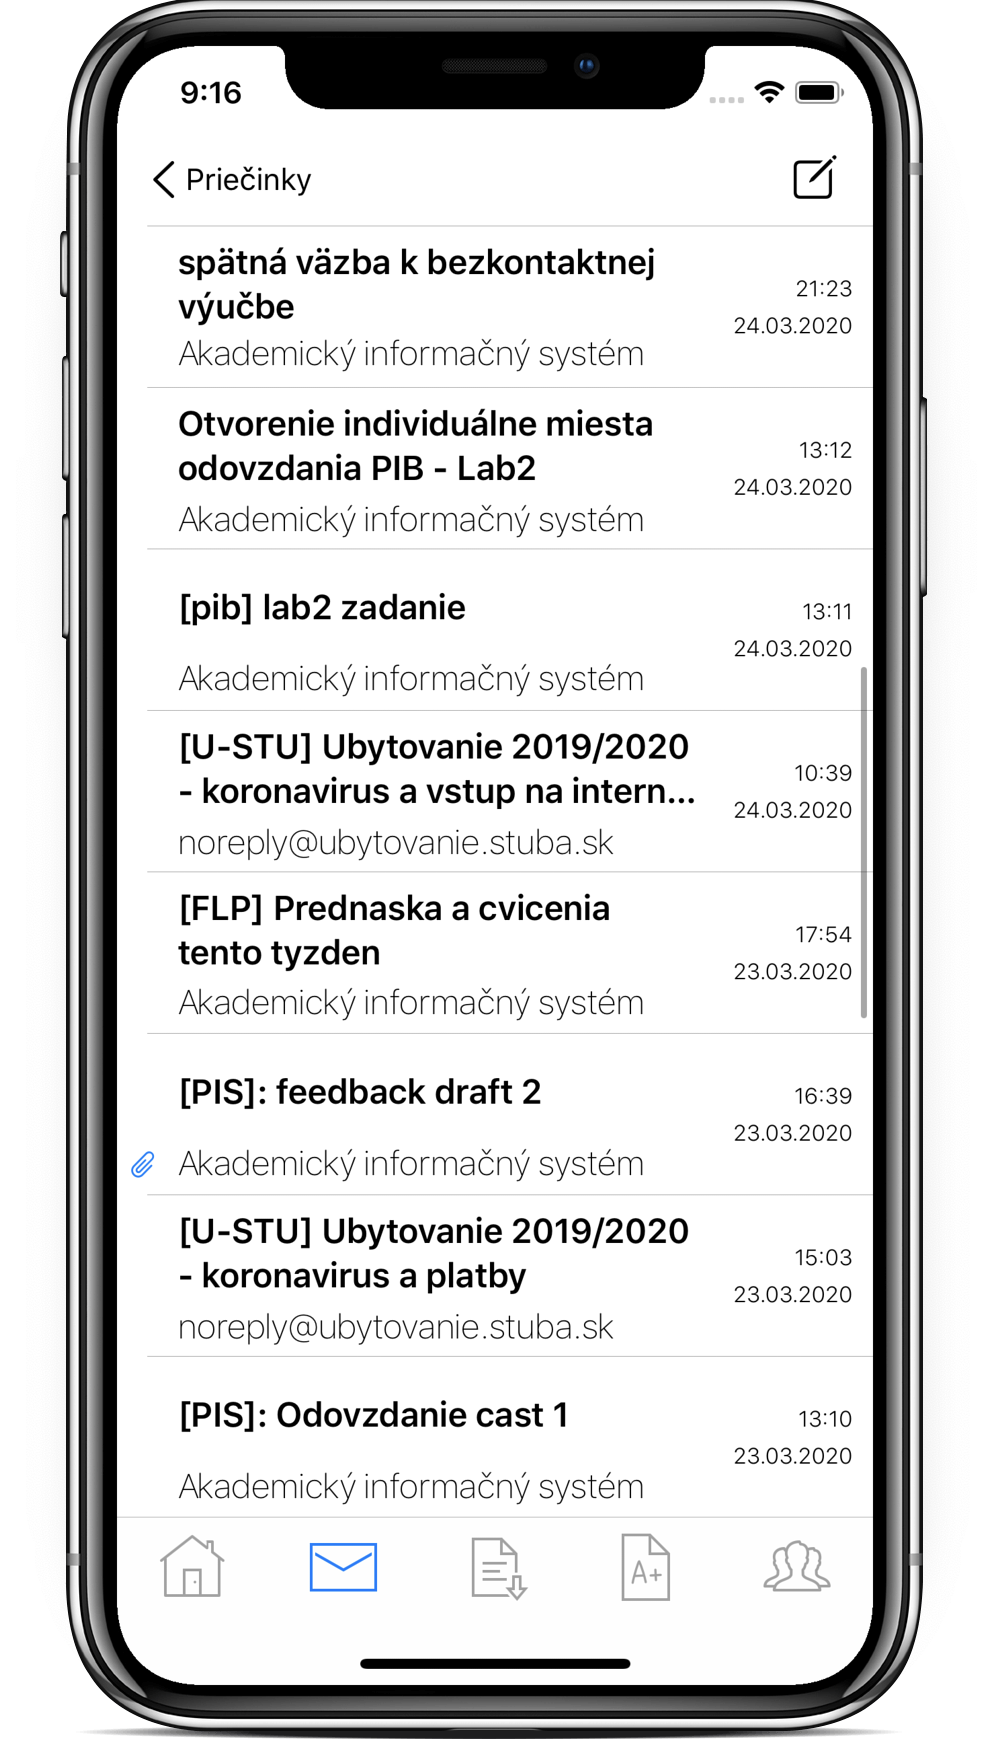 9:16
Priečinky
spätná väzba k bezkontaktnej
výučbe
Akademický informačný systém
21:23
24.03.2020
Otvorenie individuálne miesta
odovzdania PIB - Lab2
Akademický informačný systém
13:12
24.03.2020
[pib] lab2 zadanie
Akademický informačný systém
13:11
24.03.2020
[U-STU] Ubytovanie 2019/2020
- koronavirus a vstup na intern...
noreply@ubytovanie.stuba.sk
10:39
24.03.2020
[FLP] Prednaska a cvicenia
tento tyzden
Akademický informačný systém
17:54
23.03.2020
[PIS]: feedback draft 2
Akademický informačný systém
16:39
23.03.2020
[U-STU] Ubytovanie 2019/2020
- koronavirus a platby
noreply@ubytovanie.stuba.sk
15:03
23.03.2020
[PIS]: Odovzdanie cast 1
Akademický informačný systém
13:10
23.03.2020
A+